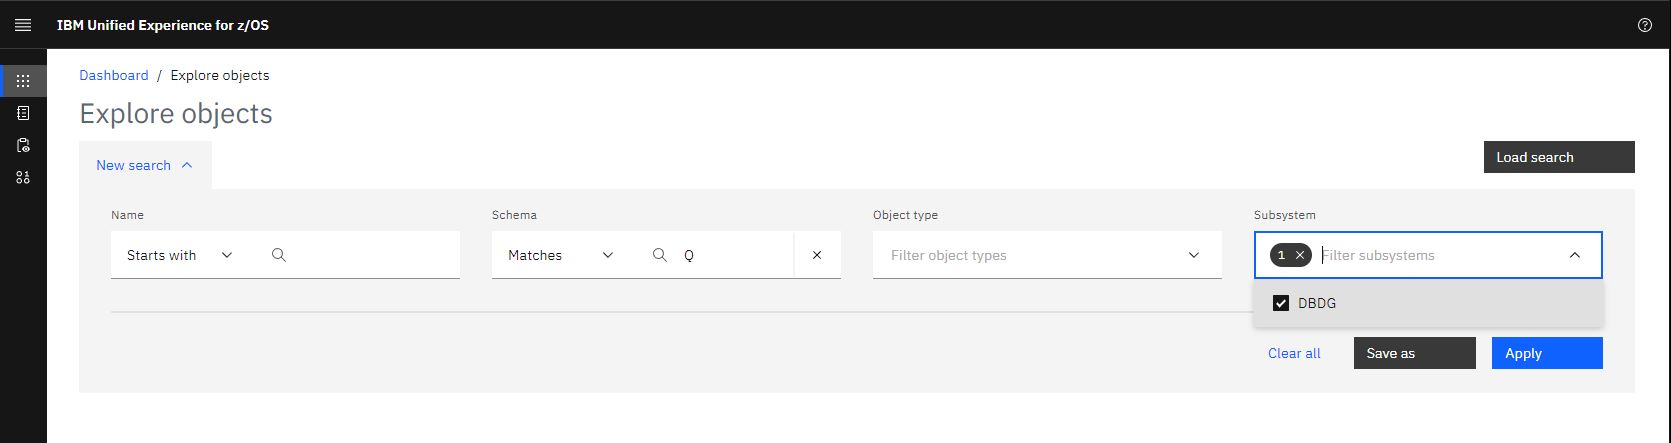 IBM Unified Experience for z/OS
Dashboard / Explore objects
Explore objects
New search
Load search
Name
Schema
Object type
Subsystem
Starts with
Matches
Q
Filter object types
1
Filter subsystems
DBDG
Clear all
Save as
Apply